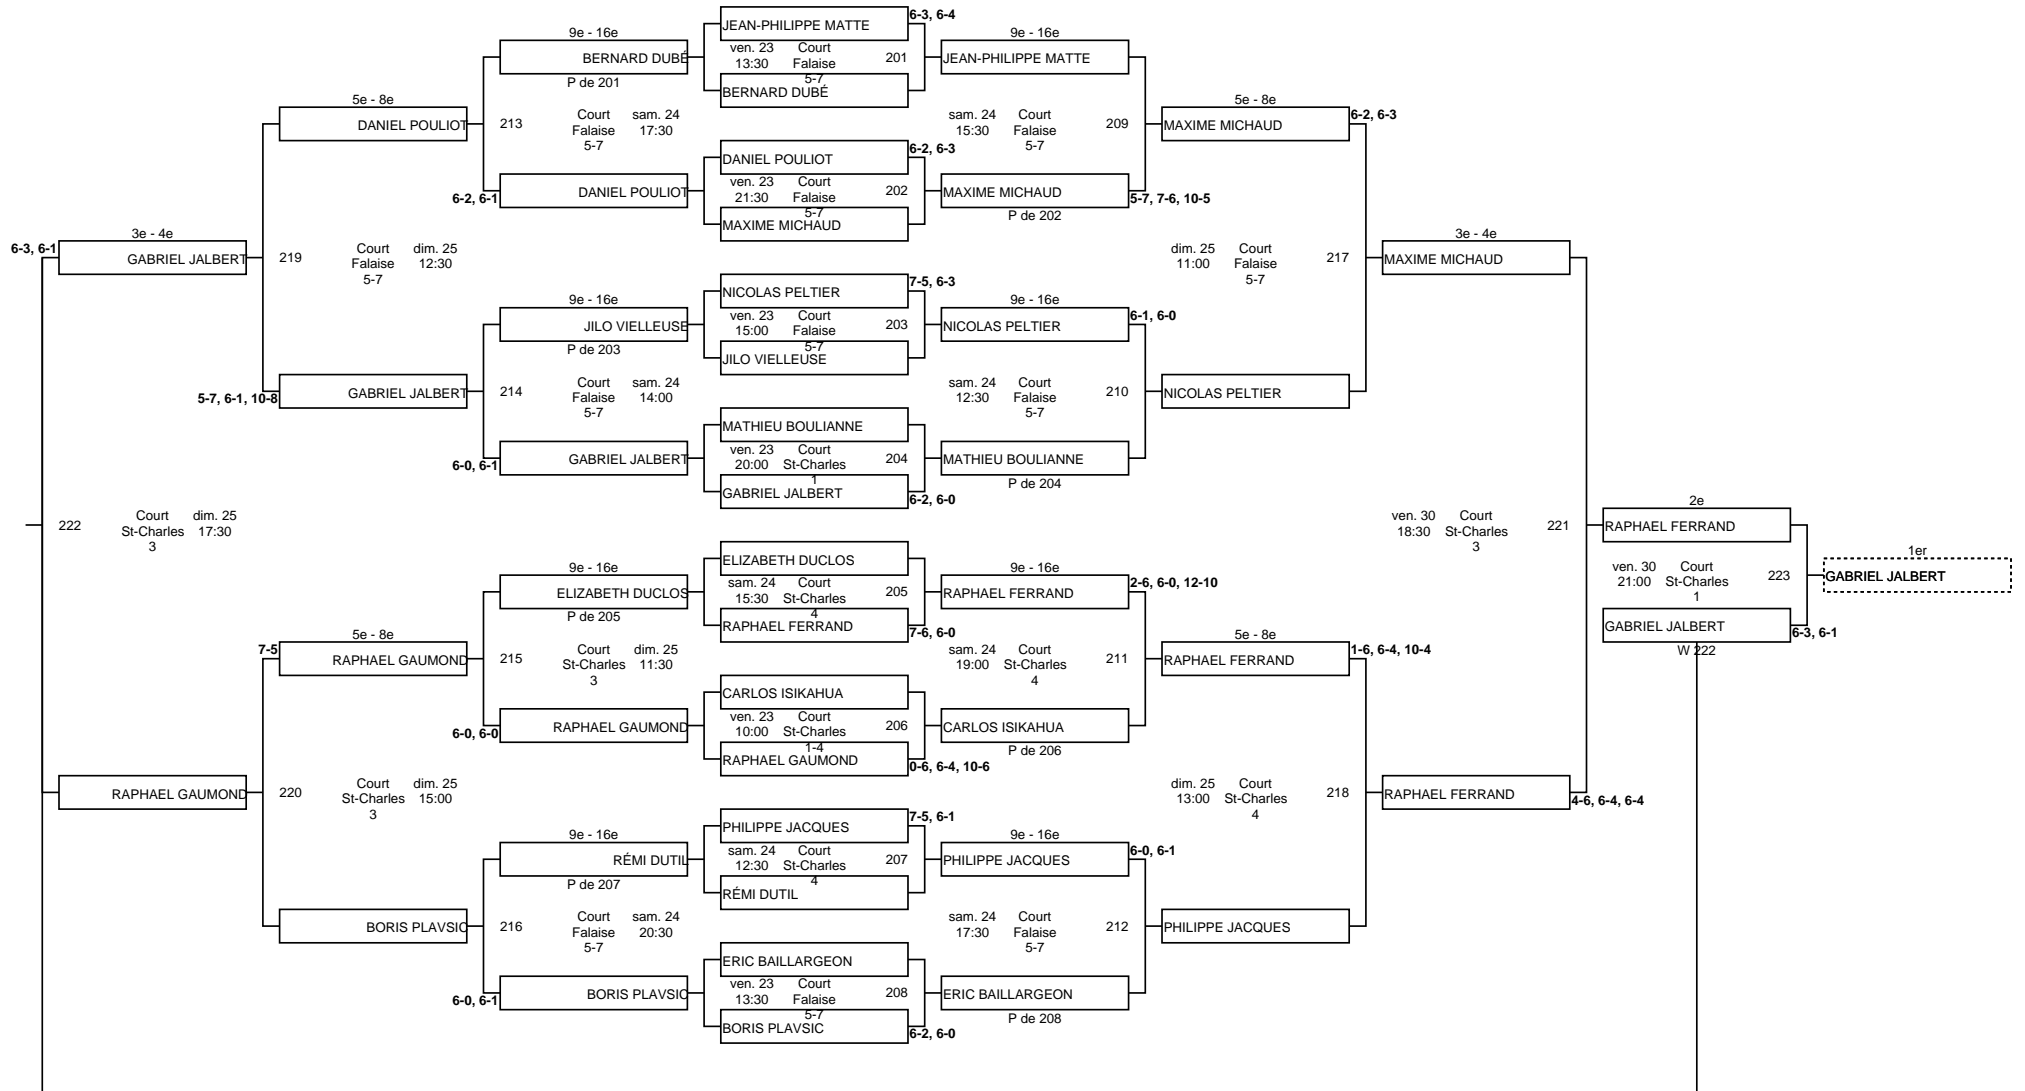 JEAN-PHILIPPE MATTE 6-3, 6-4
9e - 16e
BERNARD DUBÉ
P de 201
ven. 23 Court
13:30 Falaise
5-7
201
BERNARD DUBÉ
9e - 16e
JEAN-PHILIPPE MATTE
5e - 8e
DANIEL POULIOT
213
Court sam. 24
Falaise 17:30
5-7
sam. 24 Court
15:30 Falaise
5-7
209
5e - 8e
MAXIME MICHAUD 6-2, 6-3
DANIEL POULIOT 6-2, 6-3
6-2, 6-1 DANIEL POULIOT
ven. 23 Court
21:30 Falaise
5-7
202
MAXIME MICHAUD
MAXIME MICHAUD 5-7, 7-6, 10-5
P de 202
3e - 4e
6-3, 6-1 GABRIEL JALBERT
219
Court dim. 25
Falaise 12:30
5-7
dim. 25 Court
11:00 Falaise
5-7
217
3e - 4e
MAXIME MICHAUD
NICOLAS PELTIER 7-5, 6-3
9e - 16e
JILO VIELLEUSE
P de 203
ven. 23 Court
15:00 Falaise
5-7
203
JILO VIELLEUSE
9e - 16e
NICOLAS PELTIER 6-1, 6-0
5-7, 6-1, 10-8 GABRIEL JALBERT
214
Court sam. 24
Falaise 14:00
5-7
sam. 24 Court
12:30 Falaise
5-7
210
NICOLAS PELTIER
MATHIEU BOULIANNE
6-0, 6-1 GABRIEL JALBERT
ven. 23 Court
20:00 St-Charles
1
204
GABRIEL JALBERT 6-2, 6-0
MATHIEU BOULIANNE
P de 204
222
Court dim. 25
St-Charles 17:30
3
ven. 30 Court
18:30 St-Charles
3
221
2e
RAPHAEL FERRAND
ven. 30 Court
21:00 St-Charles
1
223
1er
GABRIEL JALBERT
GABRIEL JALBERT 6-3, 6-1
W 222
ELIZABETH DUCLOS
9e - 16e
ELIZABETH DUCLOS
P de 205
sam. 24 Court
15:30 St-Charles
4
205
RAPHAEL FERRAND 7-6, 6-0
9e - 16e
RAPHAEL FERRAND 2-6, 6-0, 12-10
5e - 8e
7-5 RAPHAEL GAUMOND
215
Court dim. 25
St-Charles 11:30
3
sam. 24 Court
19:00 St-Charles
4
211
5e - 8e
RAPHAEL FERRAND 1-6, 6-4, 10-4
CARLOS ISIKAHUA
6-0, 6-0 RAPHAEL GAUMOND
ven. 23 Court
10:00 St-Charles
1-4
206
RAPHAEL GAUMOND 0-6, 6-4, 10-6
CARLOS ISIKAHUA
P de 206
RAPHAEL GAUMOND
220
Court dim. 25
St-Charles 15:00
3
dim. 25 Court
13:00 St-Charles
4
218
RAPHAEL FERRAND 4-6, 6-4, 6-4
PHILIPPE JACQUES 7-5, 6-1
9e - 16e
RÉMI DUTIL
P de 207
sam. 24 Court
12:30 St-Charles
4
207
RÉMI DUTIL
9e - 16e
PHILIPPE JACQUES 6-0, 6-1
BORIS PLAVSIC
216
Court sam. 24
Falaise 20:30
5-7
sam. 24 Court
17:30 Falaise
5-7
212
PHILIPPE JACQUES
ERIC BAILLARGEON
6-0, 6-1 BORIS PLAVSIC
ven. 23 Court
13:30 Falaise
5-7
208
BORIS PLAVSIC 6-2, 6-0
ERIC BAILLARGEON
P de 208